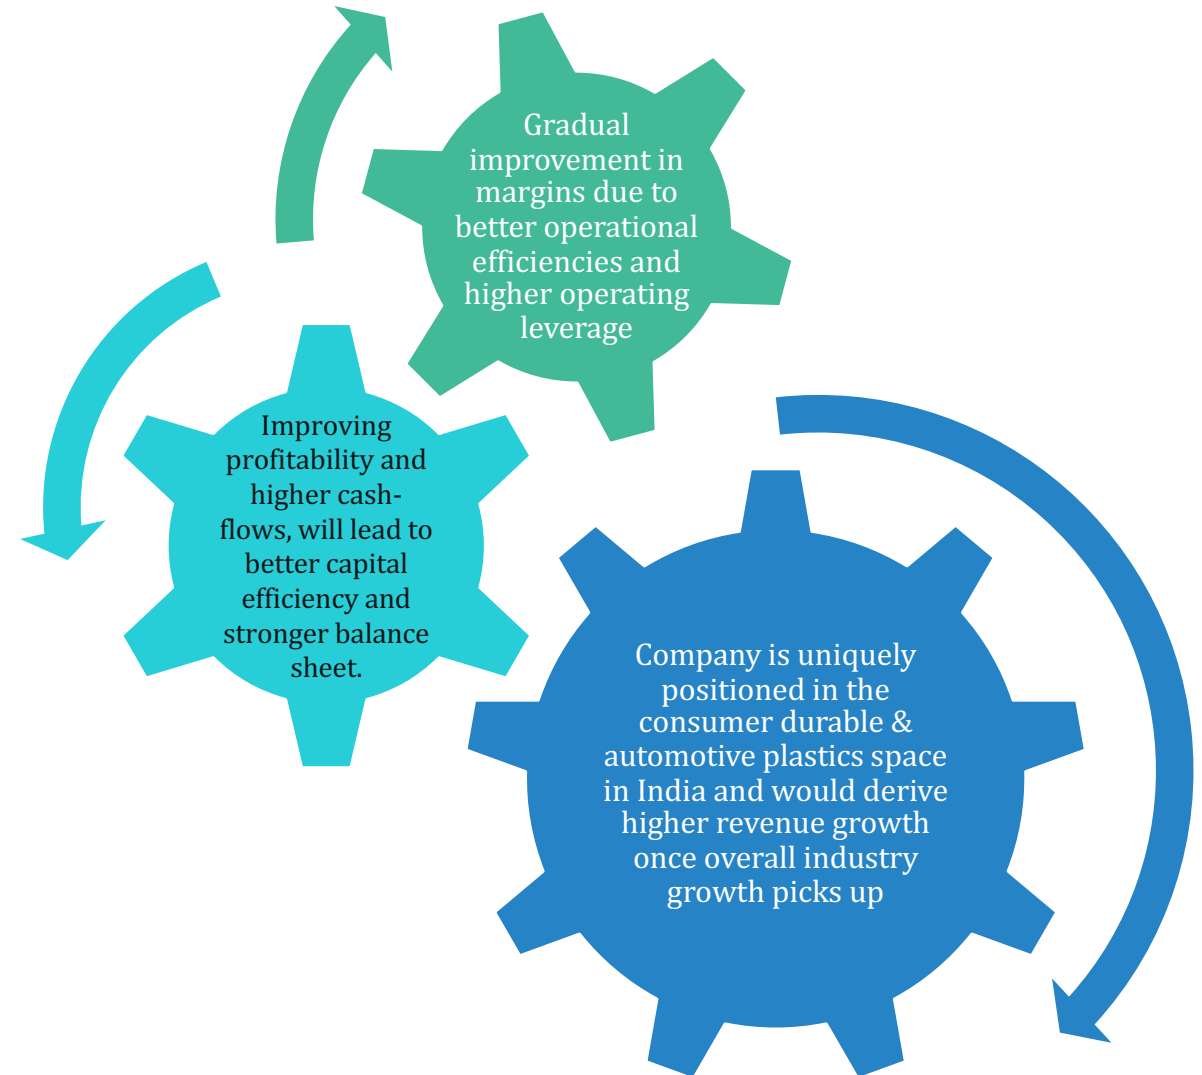 Gradual
improvement in
margins due to
better operational
efficiencies and
higher operating
leverage
Improving
profitability and
higher cash-
flows, will lead to
better capital
efficiency and
stronger balance
sheet.
Company is uniquely
positioned in the
consumer durable &
automotive plastics space
in India and would derive
higher revenue growth
once overall industry
growth picks up